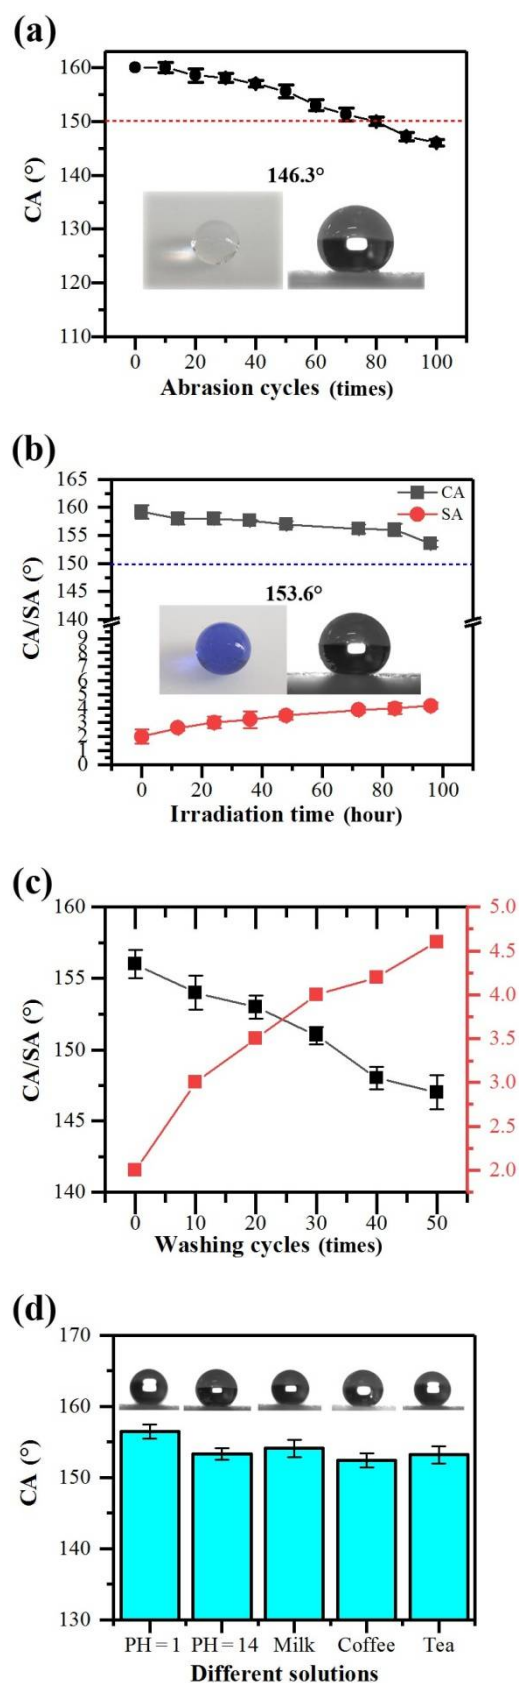 (a)
160
150
140
130
120
110
CA (°)
146.3°
0 20 40 60 80 100
Abrasion cycles (times)
(b)
165
160
155
150
140
9
8
7
6
5
4
3
2
1
0
CA/SA (°)
CA
SA
153.6°
0 20 40 60 80 100
Irradiation time (hour)
(c)
160
155
150
145
140
CA/SA (°)
5.0
4.5
4.0
3.5
3.0
2.5
2.0
0 10 20 30 40 50
Washing cycles (times)
(d)
170
160
150
140
130
CA (°)
PH = 1 PH = 14 Milk Coffee Tea
Different solutions